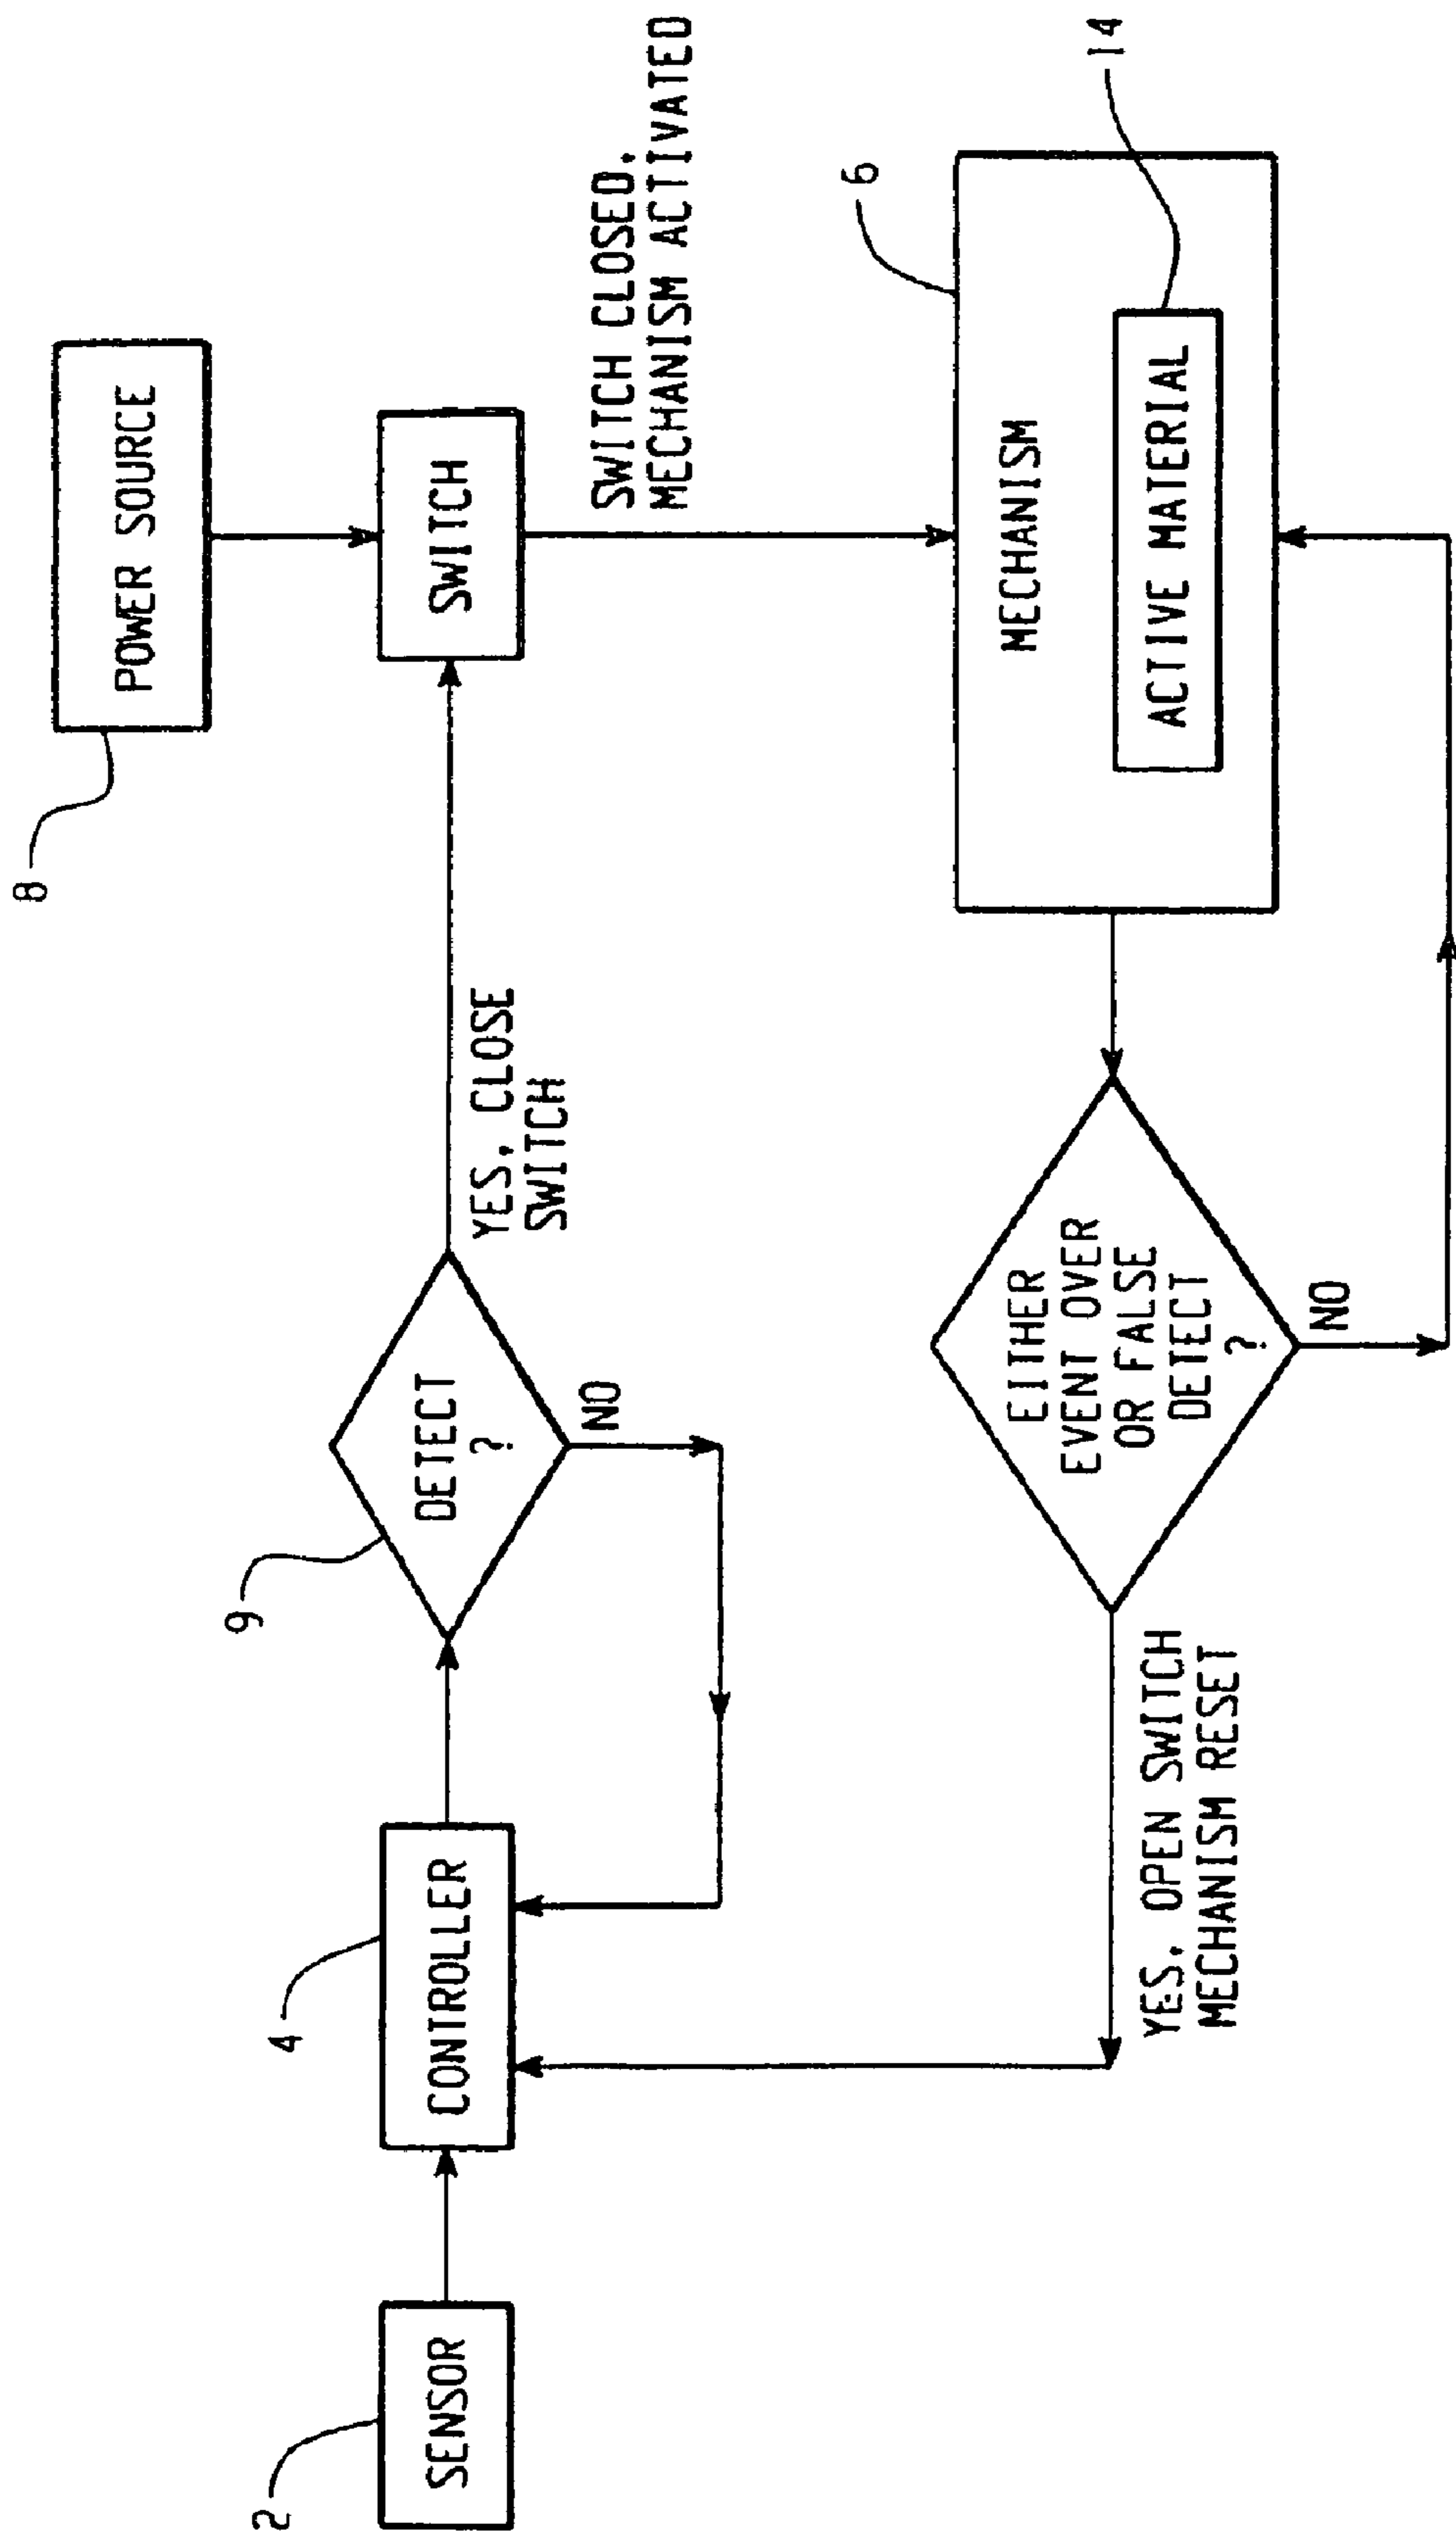 8
POWER SOURCE
2
SENSOR
4
CONTROLLER
9
DETECT
?
NO
YES, CLOSE
SWITCH
SWITCH
SWITCH CLOSED,
MECHANISM ACTIVATED
6
MECHANISM
ACTIVE MATERIAL
14
EITHER
EVENT OVER
OR FALSE
DETECT
?
NO
YES, OPEN SWITCH
MECHANISM RESET